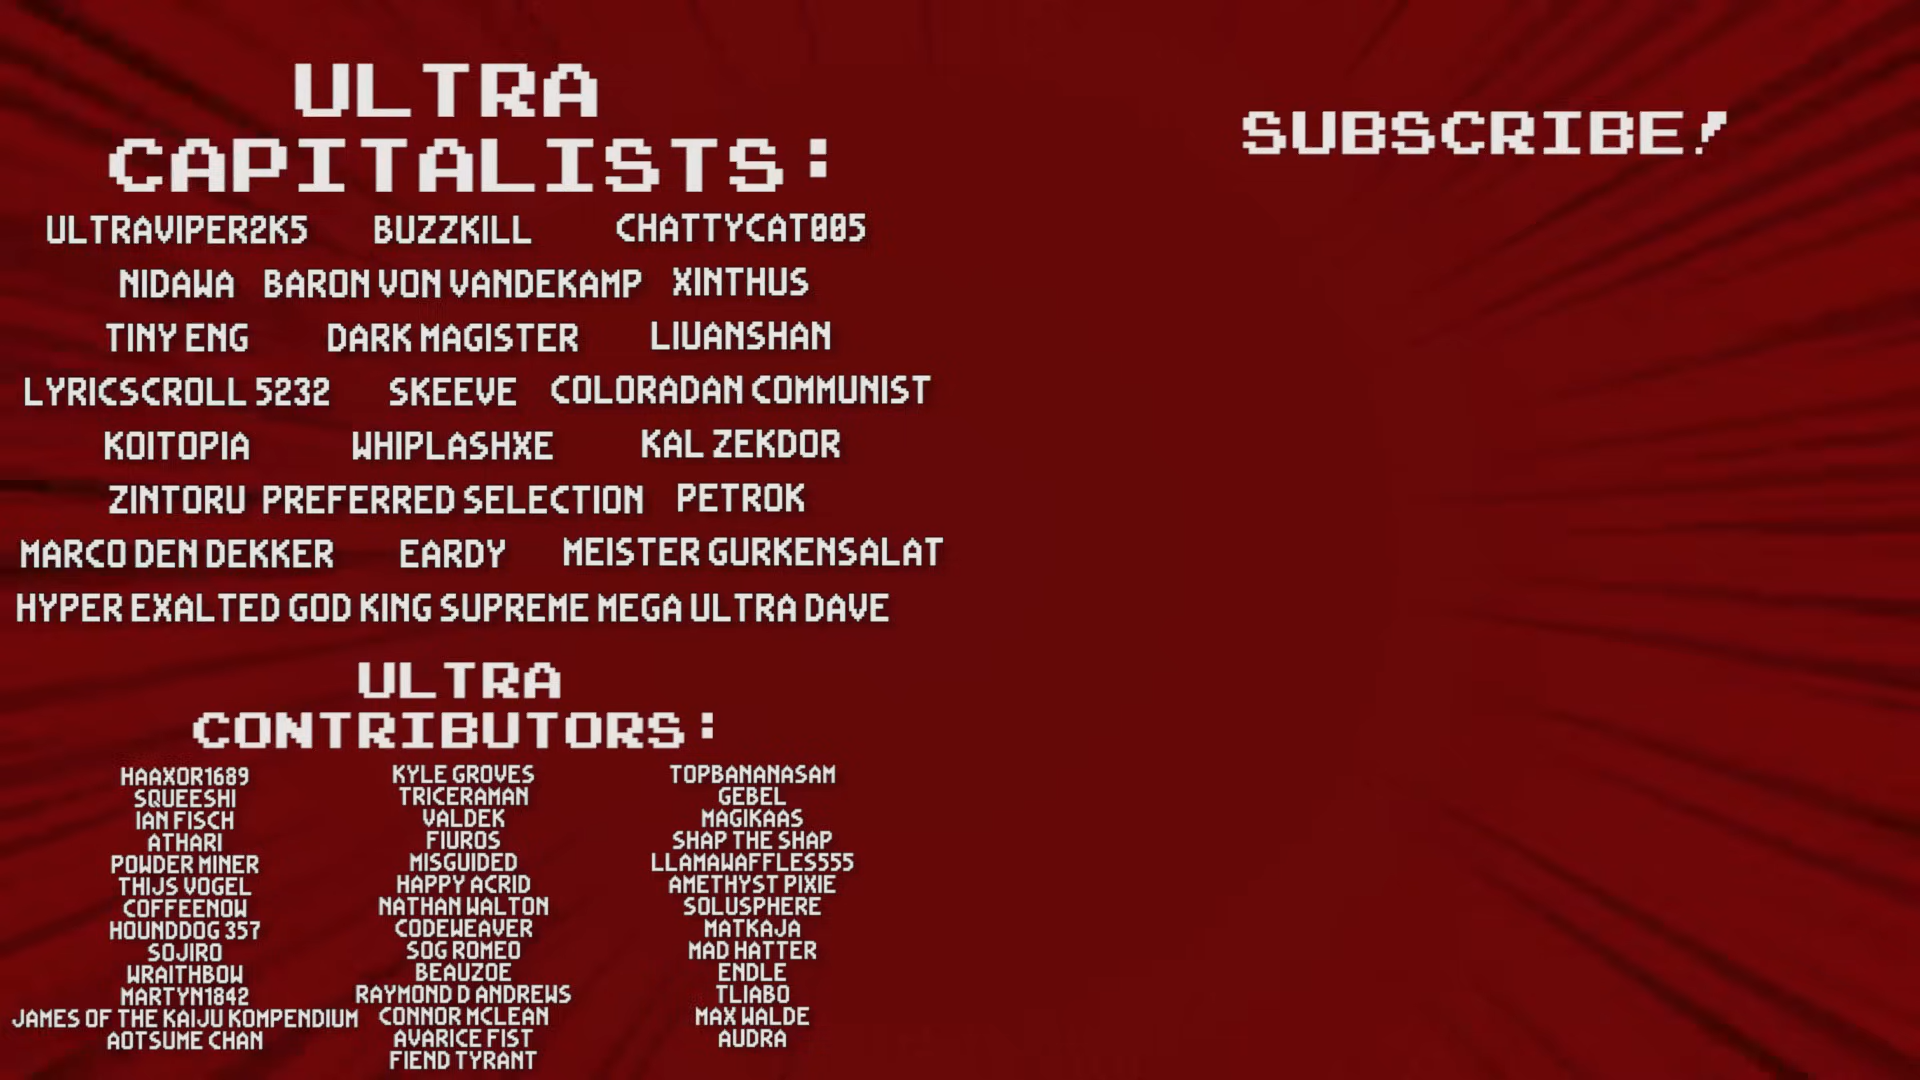 ULTRA
CAPITALISTS:
SUBSCRIBE!
ULTRAVIPER2K5 BUZZKILL CHATTYCAT005
NIDAWA BARON VON VANDEKAMP XINTHUS
TINY ENG DARK MAGISTER LIUANSHAN
LYRICSCROLL 5232 SKEEVE COLORADAN COMMUNIST
KOITOPIA WHIPLASHXE KAL ZEKDOR
ZINTORU PREFERRED SELECTION PETROK
MARCO DEN DEKKER EARDY MEISTER GURKENSALAT
HYPER EXALTED GOD KING SUPREME MEGA ULTRA DAVE
ULTRA
CONTRIBUTORS:
HAAXOR1689
SQUEESHI
IAN FISCH
ATHARI
POWDER MINER
THIJS VOGEL
COFFEENOW
HOUNDDOG 357
SOJIRO
WRAITHBOW
MARTYN1842
JAMES OF THE KAIJU KOMPENDIUM
AOTSUME CHAN
KYLE GROVES
TRICERAMAN
VALDEK
FIUROS
MISGUIDED
HAPPY ACRID
NATHAN WALTON
CODEWEAVER
SOG ROMEO
BEAUZOE
RAYMOND D ANDREWS
CONNOR MCLEAN
AVARICE FIST
FIEND TYRANT
TOPBANANASAM
GEBEL
MAGIKAAS
SHAP THE SHAP
LLAMAWAFFLES555
AMETHYST PIXIE
SOLUSPHERE
MATKAJA
MAD HATTER
ENDLE
TLIABO
MAX WALDE
AUDRA